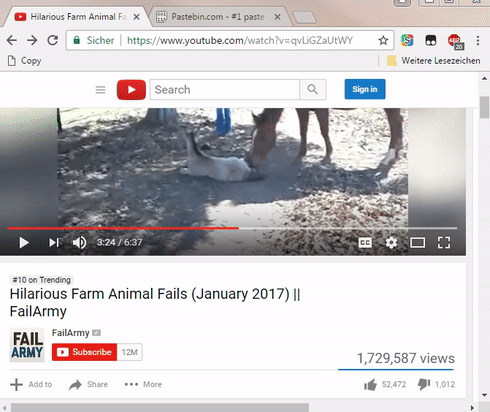 Hilarious Farm Animal Fa
Pastebin.com - #1 paste
Sicher https://www.youtube.com/watch?v=qvLiGZaUtWY
20
Copy
Weitere Lesezeichen
Search
Sign in
3:24 / 6:37
CC
#10 on Trending
Hilarious Farm Animal Fails (January 2017) ||
FailArmy
FAIL
ARMY
FailArmy
Subscribe 12M
1,729,587 views
Add to Share More 52,472 1,012